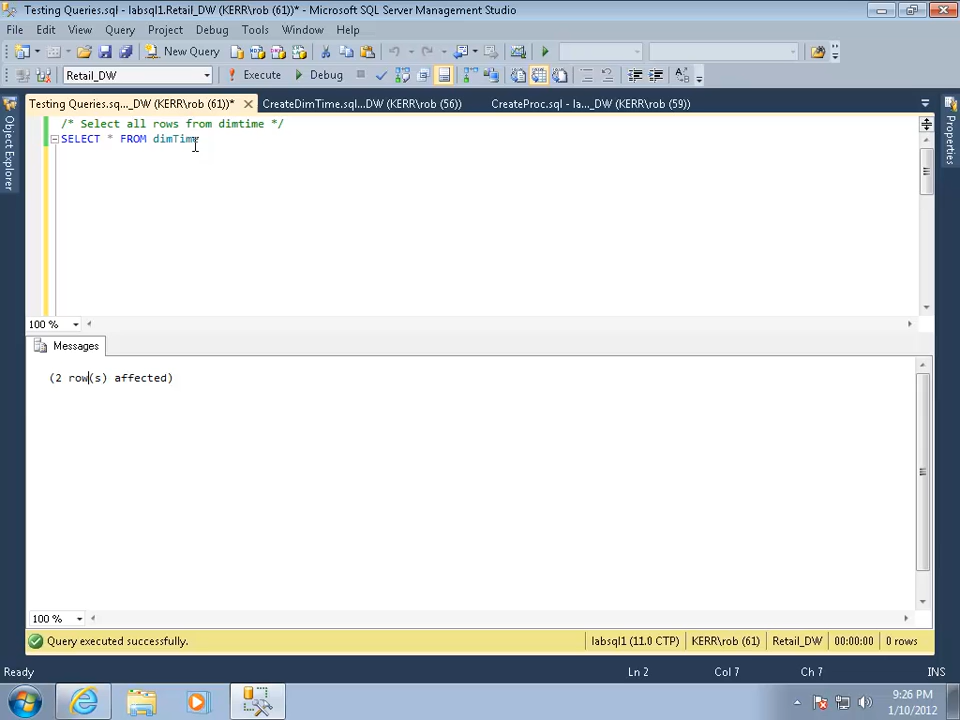 Testing Queries.sql - labsql1.Retail_DW (KERR\rob (61))* - Microsoft SQL Server Management Studio
File Edit View Query Project Debug Tools Window Help
New Query
Retail_DW Execute Debug
Testing Queries.sq..._DW (KERR\rob (61))* CreateDimTime.sql...DW (KERR\rob (56)) CreateProc.sql - la..._DW (KERR\rob (59))
Object Explorer
Properties
/* Select all rows from dimtime */
SELECT * FROM dimTime
100 %
Messages
(2 row(s) affected)
100 %
Query executed successfully. labsql1 (11.0 CTP) KERR\rob (61) Retail_DW 00:00:00 0 rows
Ready Ln 2 Col 7 Ch 7 INS
9:26 PM
1/10/2012